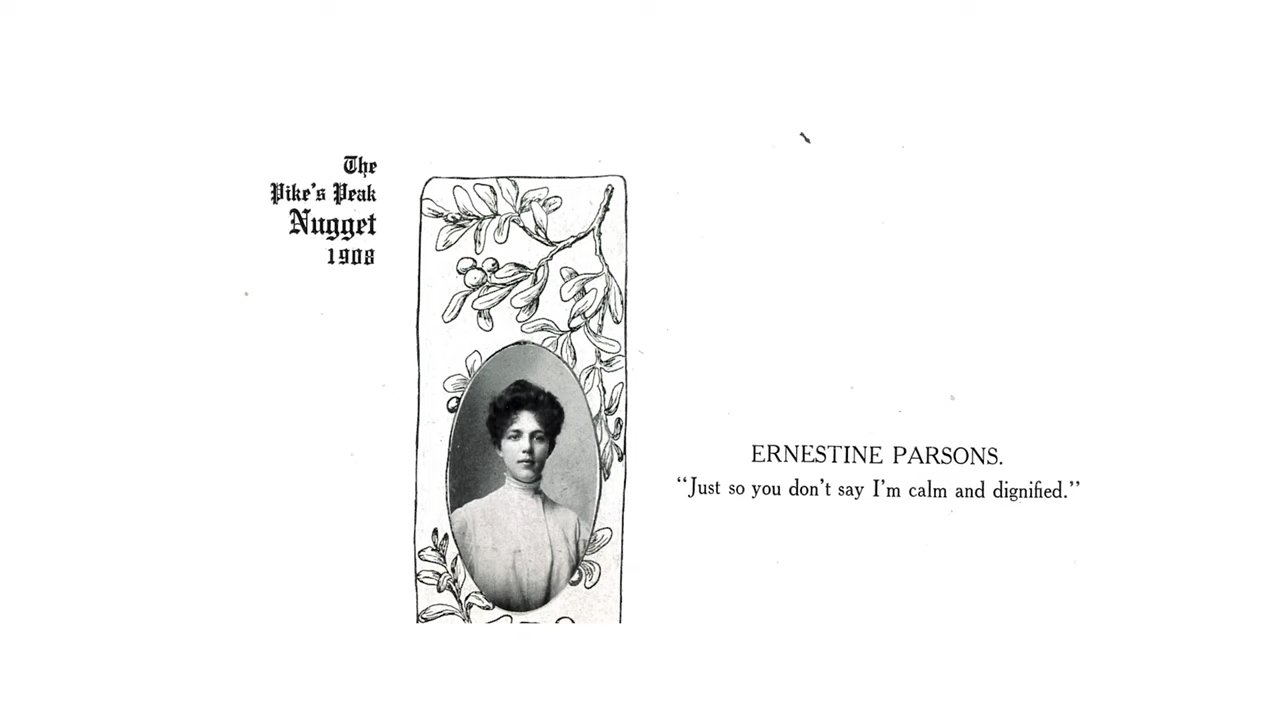 The
Pike's Peak
Nugget
1908
ERNESTINE PARSONS.
“Just so you don't say I'm calm and dignified.”